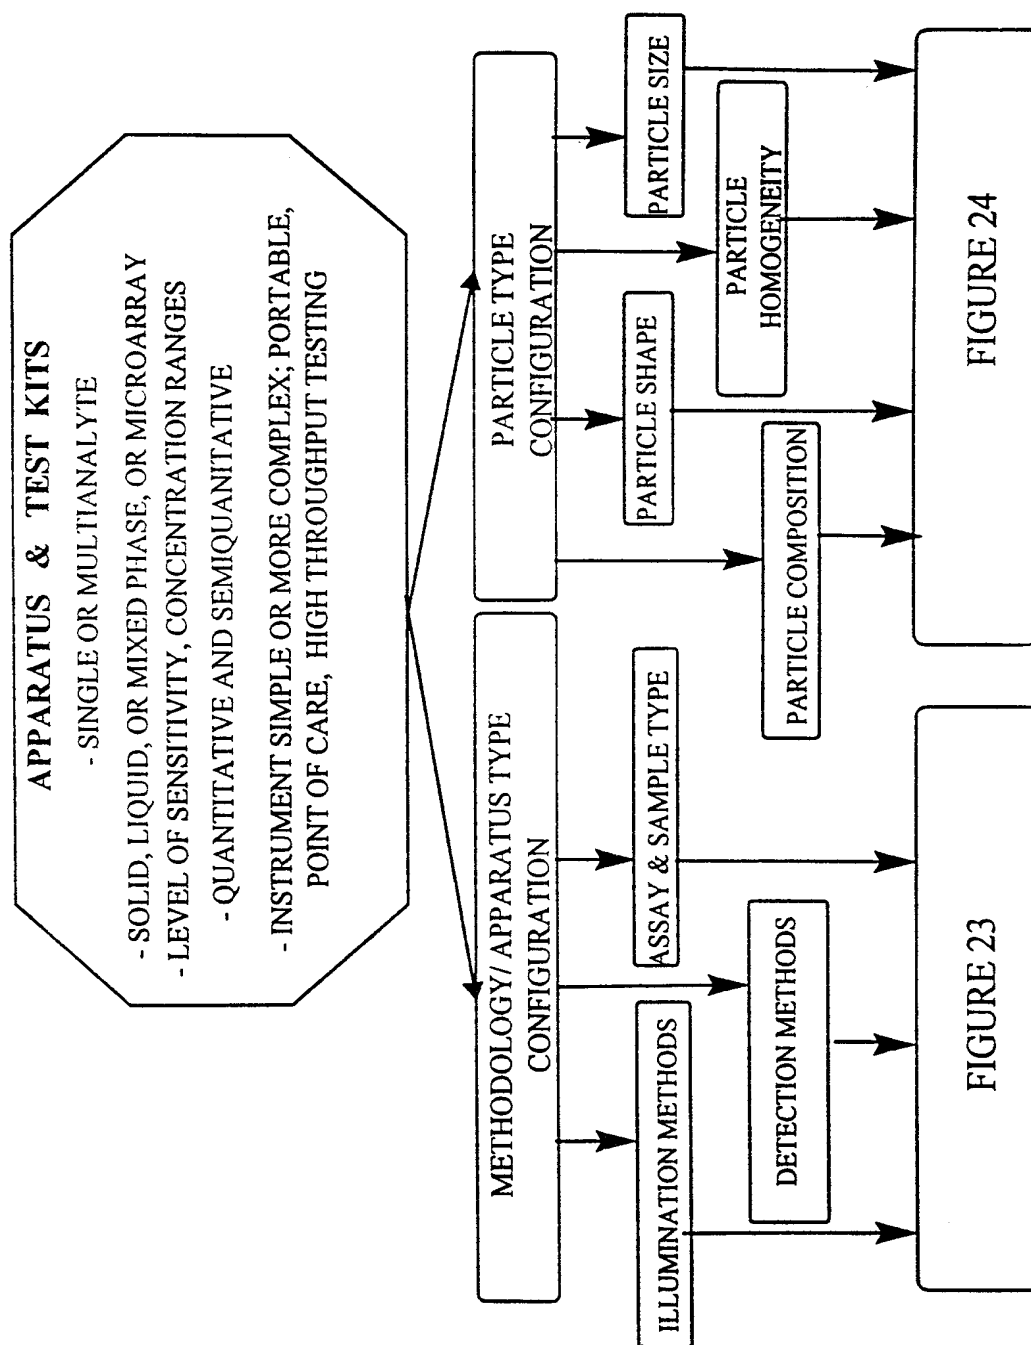 APPARATUS & TEST KITS
- SINGLE OR MULTIANALYTE
- SOLID, LIQUID, OR MIXED PHASE, OR MICROARRAY
- LEVEL OF SENSITIVITY, CONCENTRATION RANGES
- QUANTITATIVE AND SEMIQUANITATIVE
- INSTRUMENT SIMPLE OR MORE COMPLEX; PORTABLE,
POINT OF CARE, HIGH THROUGHPUT TESTING
METHODOLOGY/ APPARATUS TYPE
CONFIGURATION
PARTICLE TYPE
CONFIGURATION
ILLUMINATION METHODS
ASSAY & SAMPLE TYPE
DETECTION METHODS
PARTICLE SHAPE
PARTICLE SIZE
PARTICLE COMPOSITION
PARTICLE
HOMOGENEITY
FIGURE 23
FIGURE 24